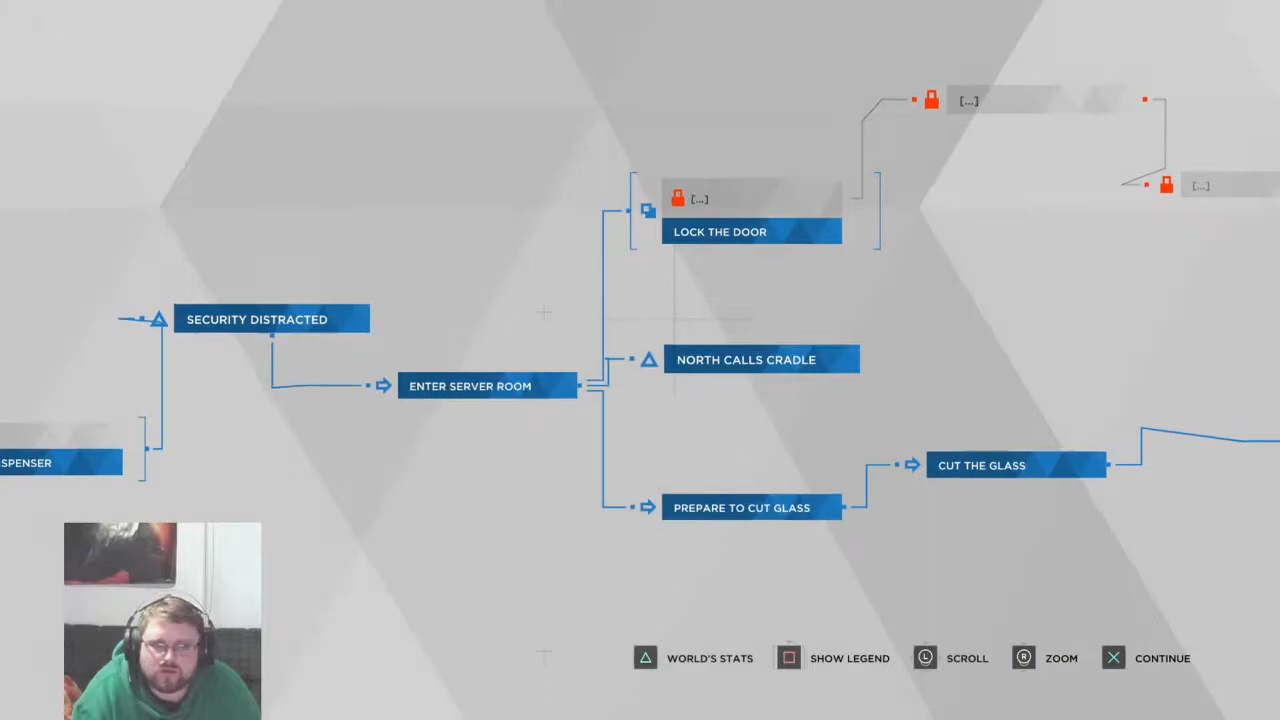 [...]
[...]
[...]
LOCK THE DOOR
SECURITY DISTRACTED
NORTH CALLS CRADLE
ENTER SERVER ROOM
SPENSER
CUT THE GLASS
PREPARE TO CUT GLASS
WORLD'S STATS
SHOW LEGEND
L
SCROLL
R
ZOOM
CONTINUE